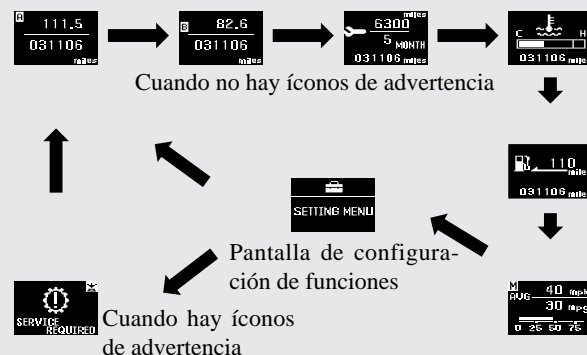 A 111.5
031106
miles
B 82.6
031106
miles
miles
6300
5 MONTH
031106 miles
C H
031106 miles
Cuando no hay íconos de advertencia
110
miles
031106 miles
SETTING MENU
Pantalla de configura-
ción de funciones
M
AVG 40 mph
30 mpg
0 25 50 75
SERVICE
REQUIRED
Cuando hay íconos
de advertencia